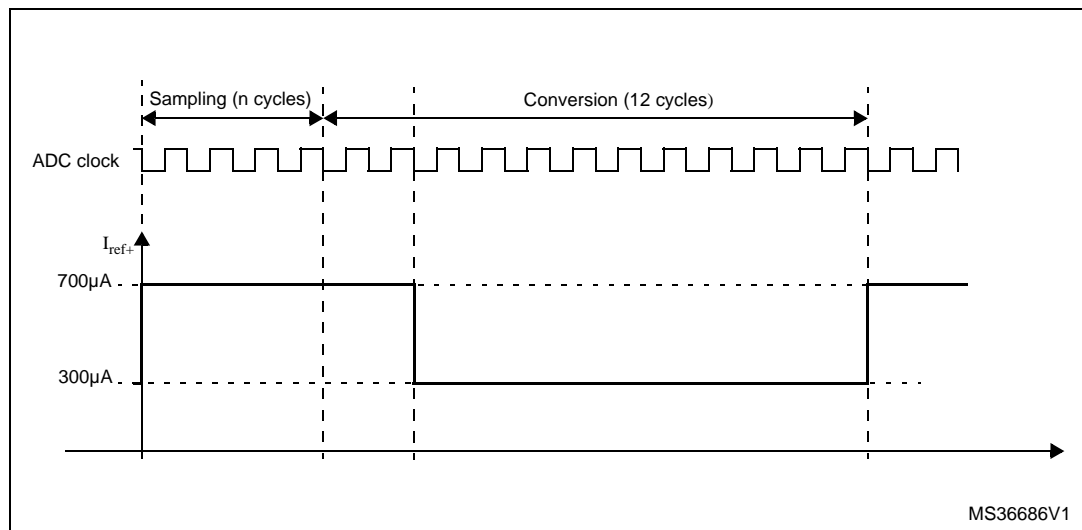 Sampling (n cycles)
Conversion (12 cycles)
ADC clock
Iref+
700µA
300µA
MS36686V1